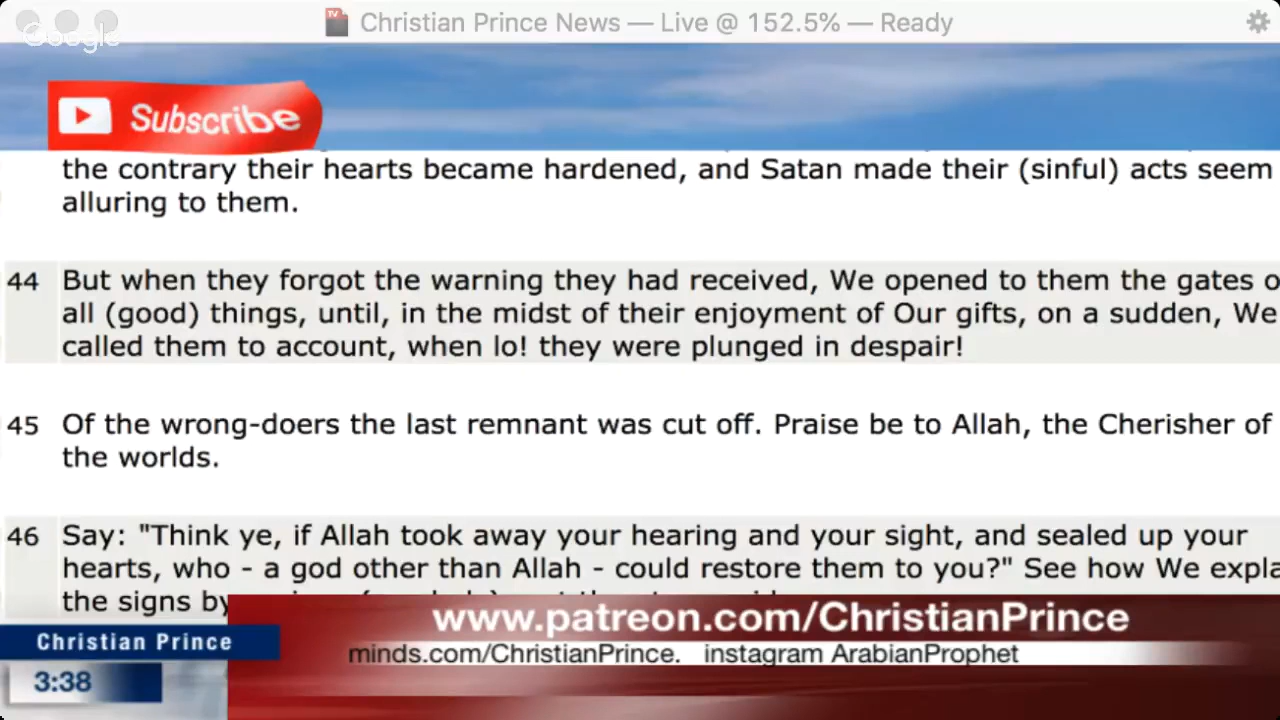 Christian Prince News — Live @ 152.5% — Ready
Google
Subscribe
the contrary their hearts became hardened, and Satan made their (sinful) acts seem
alluring to them.
44 But when they forgot the warning they had received, We opened to them the gates o
all (good) things, until, in the midst of their enjoyment of Our gifts, on a sudden, We
called them to account, when lo! they were plunged in despair!
45 Of the wrong-doers the last remnant was cut off. Praise be to Allah, the Cherisher of
the worlds.
46 Say: "Think ye, if Allah took away your hearing and your sight, and sealed up your
hearts, who - a god other than Allah - could restore them to you?" See how We expla
the signs by
www.patreon.com/ChristianPrince
Christian Prince
minds.com/ChristianPrince. instagram ArabianProphet
3:38